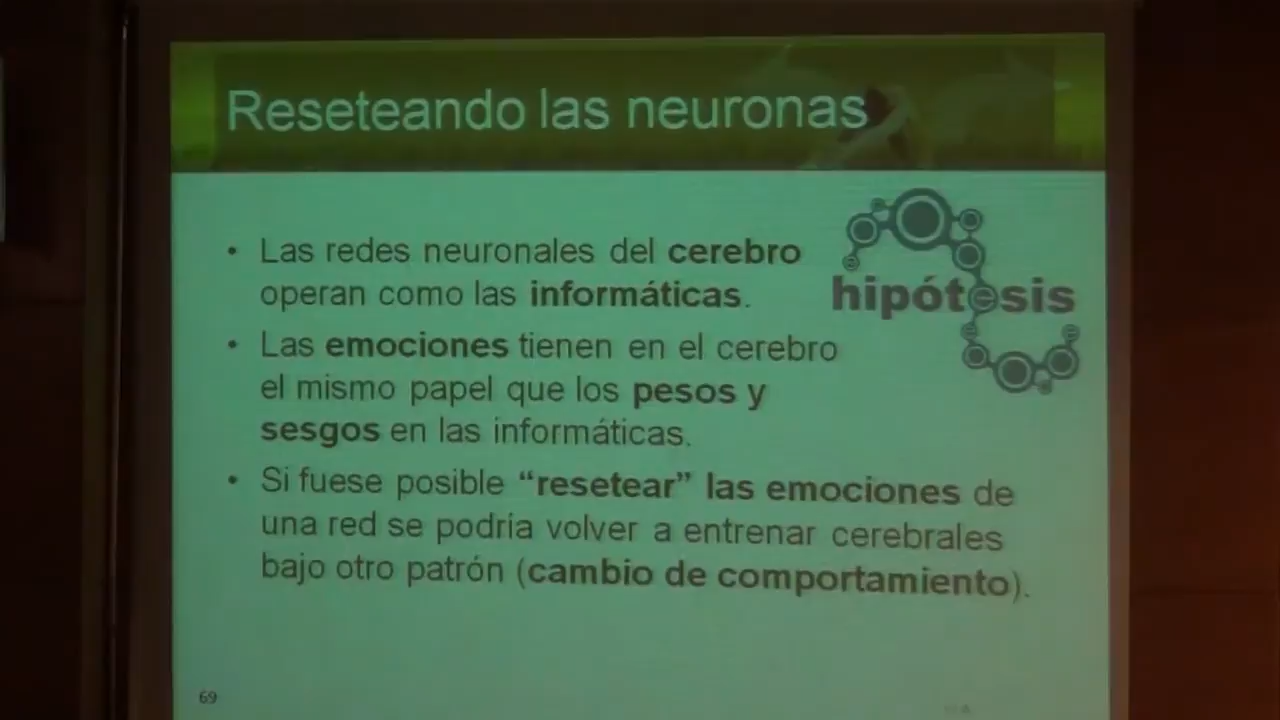 Reseteando las neuronas
• Las redes neuronales del cerebro
operan como las informáticas.
hipótesis
• Las emociones tienen en el cerebro
el mismo papel que los pesos y
sesgos en las informáticas.
• Si fuese posible “resetear” las emociones de
una red se podría volver a entrenar cerebrales
bajo otro patrón (cambio de comportamiento).
69